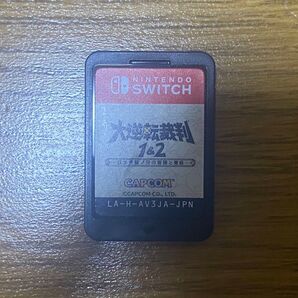 NINTENDO
SWITCH
大逆転裁判
1&2
CAPCOM
©CAPCOM CO., LTD.
LA-H-AV3JA-JPN